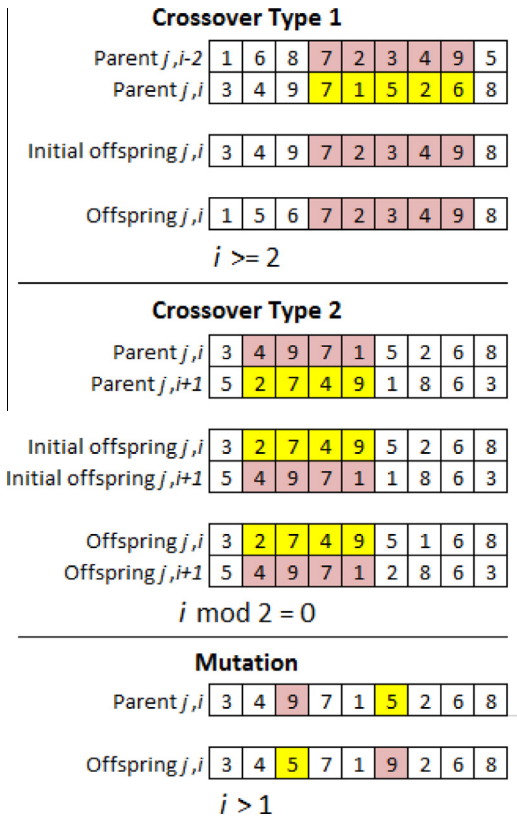 Crossover Type 1
Parent j,i-2 1 6 8 7 2 3 4 9 5
Parent j,i 3 4 9 7 1 5 2 6 8
Initial offspring j,i 3 4 9 7 2 3 4 9 8
Offspring j,i 1 5 6 7 2 3 4 9 8
i >= 2
Crossover Type 2
Parent j,i 3 4 9 7 1 5 2 6 8
Parent j,i+1 5 2 7 4 9 1 8 6 3
Initial offspring j,i 3 2 7 4 9 5 2 6 8
Initial offspring j,i+1 5 4 9 7 1 1 8 6 3
Offspring j,i 3 2 7 4 9 5 1 6 8
Offspring j,i+1 5 4 9 7 1 2 8 6 3
i mod 2 = 0
Mutation
Parent j,i 3 4 9 7 1 5 2 6 8
Offspring j,i 3 4 5 7 1 9 2 6 8
i > 1